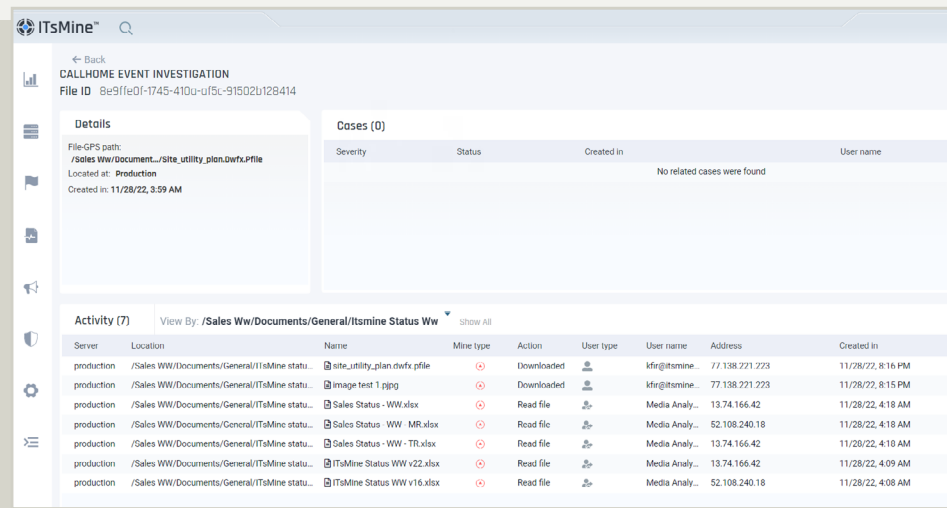 ITsMine™
← Back
CALLHOME EVENT INVESTIGATION
File ID 8e9ffe0f-1745-410a-af5c-91502b128414
Details
File-GPS path:
/Sales Ww/Document.../Site_utility_plan.Dwfx.Pfile
Located at: Production
Created in: 11/28/22, 3:59 AM
Cases (0)
Severity Status Created in User name
No related cases were found
Activity (7) View By: /Sales Ww/Documents/General/Itsmine Status Ww Show All
Server Location Name Mine type Action User type User name Address Created in
production /Sales WW/Documents/General/ITsMine statu... site_utility_plan.dwfx.pfile Downloaded kfir@itsmine... 77.138.221.223 11/28/22, 8:16 PM
production /Sales WW/Documents/General/ITsMine statu... image test 1.pjpg Downloaded kfir@itsmine... 77.138.221.223 11/28/22, 8:15 PM
production /Sales WW/Documents/General/ITsMine statu... Sales Status - WW.xlsx Read file Media Analy... 13.74.166.42 11/28/22, 4:18 AM
production /Sales WW/Documents/General/ITsMine statu... Sales Status - WW - MR.xlsx Read file Media Analy... 52.108.240.18 11/28/22, 4:18 AM
production /Sales WW/Documents/General/ITsMine statu... Sales Status - WW - TR.xlsx Read file Media Analy... 13.74.166.42 11/28/22, 4:18 AM
production /Sales WW/Documents/General/ITsMine statu... ITsMine Status WW v22.xlsx Read file Media Analy... 13.74.166.42 11/28/22, 4:09 AM
production /Sales WW/Documents/General/ITsMine statu... ITsMine Status WW v16.xlsx Read file Media Analy... 52.108.240.18 11/28/22, 4:08 AM